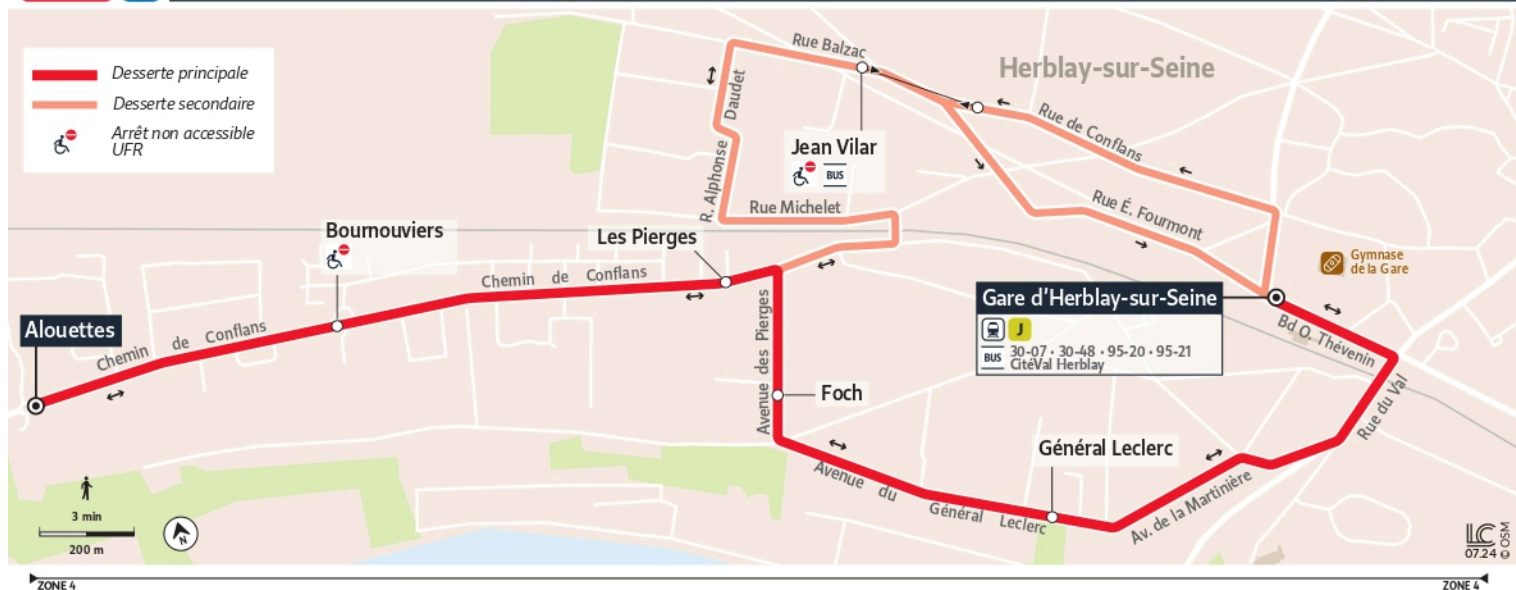 Desserte principale
Desserte secondaire
Arrêt non accessible
UFR
Herblay-sur-Seine
Rue Balzac
R. Alphonse Daudet
Rue de Conflans
Jean Vilar
BUS
Rue Michelet
Rue É. Fourmont
Bournouviers
Les Pierges
Chemin de Conflans
Chemin de Conflans
Alouettes
Avenue des Pierges
Foch
Gymnase
de la Gare
Gare d'Herblay-sur-Seine
J
BUS
30-07 • 30-48 • 95-20 • 95-21
CitéVal Herblay
Bd O. Thévenin
Rue du Val
Général Leclerc
Avenue du Général Leclerc
Av. de la Martinière
3 min
200 m
N
LC
07.24 © OSM
ZONE 4
ZONE 4